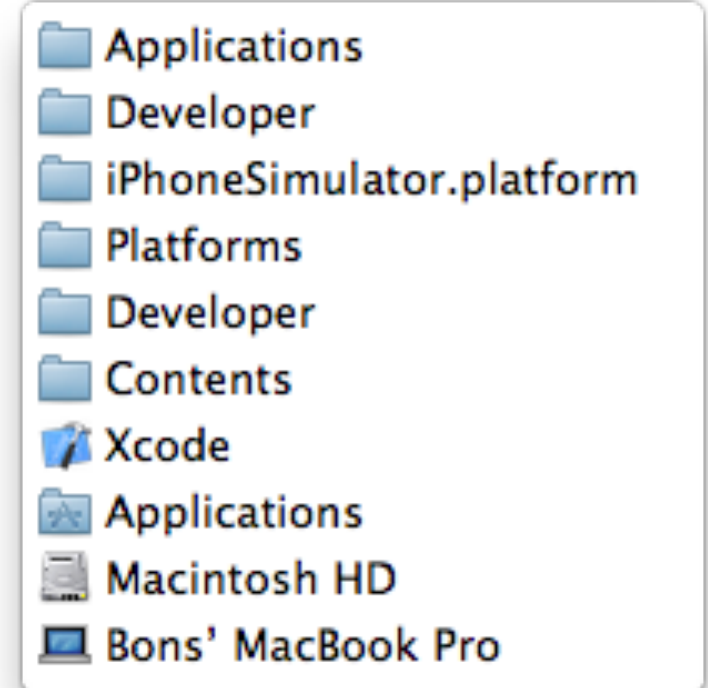 Applications
Developer
iPhoneSimulator.platform
Platforms
Developer
Contents
Xcode
Applications
Macintosh HD
Bons’ MacBook Pro